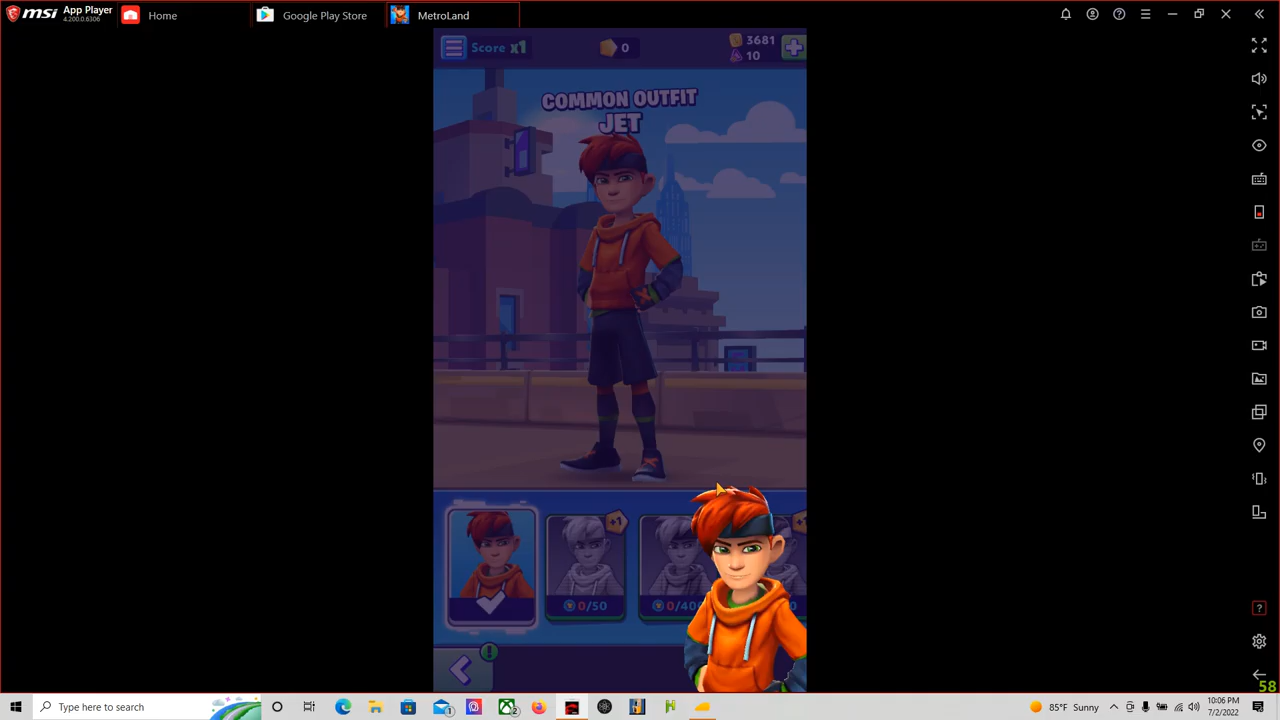 msi App Player
4.200.0.6306
Home
Google Play Store
MetroLand
Score x1
0
3681
10
COMMON OUTFIT
JET
+1
0/50
0/40
58
Type here to search
85°F Sunny
10:06 PM
7/2/2022